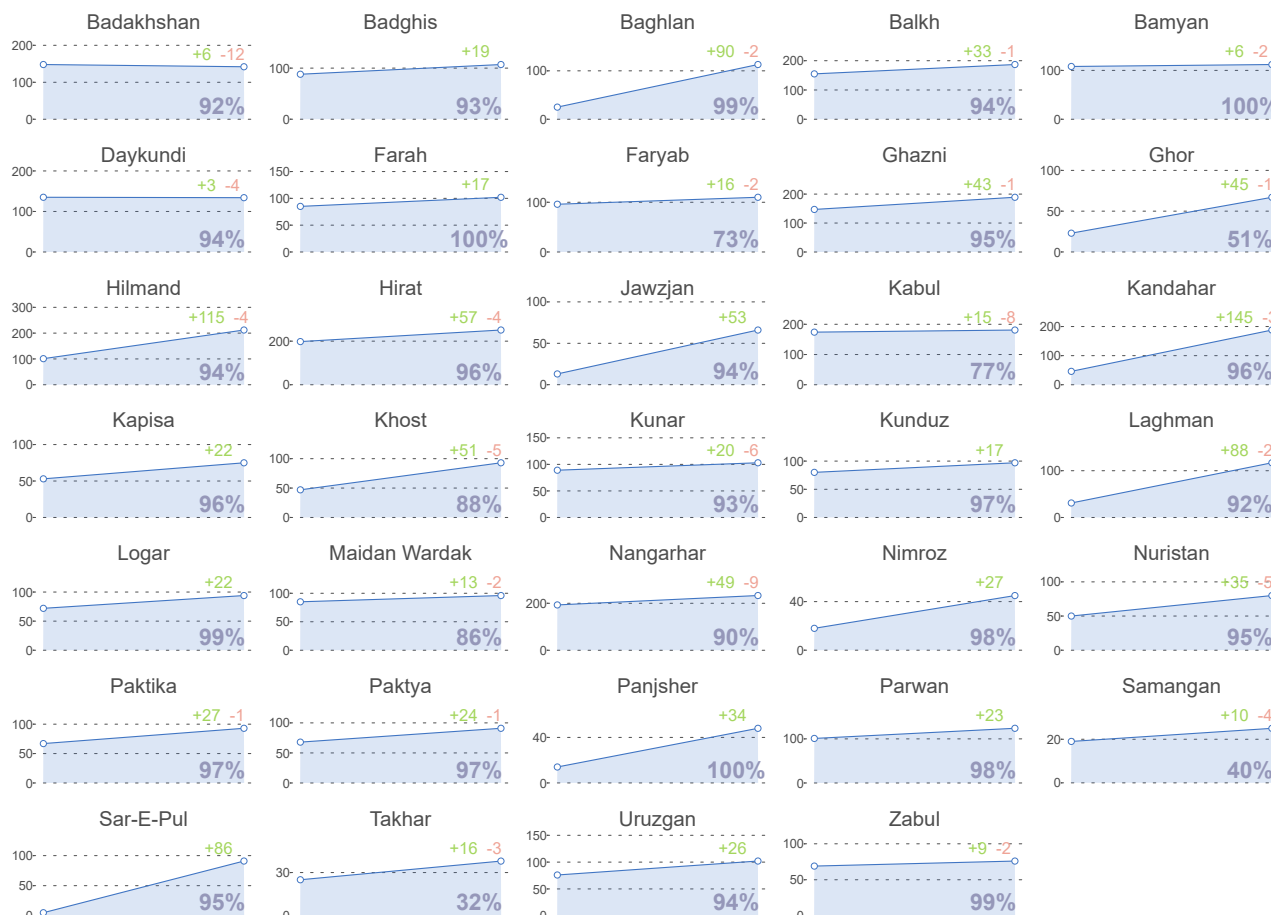 Badakhshan Badghis Baghlan Balkh Bamyan
200 +6 -12 +19 +90 -2 200 +33 -1 +6 -2
100 100 100 100 100
0 92% 0 93% 0 99% 0 94% 0 100%
Daykundi Farah Faryab Ghazni Ghor
200 +3 -4 150 +17 +16 -2 +43 -1 100 +45 -1
100 100 100 200 50
50 100
0 94% 0 100% 0 73% 0 95% 0 51%
Hilmand Hirat Jawzjan Kabul Kandahar
300 +115 -4 +57 -4 100 +53 +15 -8 +145 -3
200 200 50 200 200
100 100 100
0 94% 0 96% 0 94% 0 77% 0 96%
Kapisa Khost Kunar Kunduz Laghman
100 +22 100 +51 -5 150 +20 -6 100 +17 +88 -2
50 50 100 50 100
50
0 96% 0 88% 0 93% 0 97% 0 92%
Logar Maidan Wardak Nangarhar Nimroz Nuristan
100 +22 100 +13 -2 +49 -9 +27 100 +35 -5
50 50 200 40 50
0 99% 0 86% 0 90% 0 98% 0 95%
Paktika Paktya Panjsher Parwan Samangan
100 +27 -1 100 +24 -1 +34 +23 +10 -4
50 50 40 100 20
0 97% 0 97% 0 100% 0 98% 0 40%
Sar-E-Pul Takhar Uruzgan Zabul
100 +86 +16 -3 150 +26 100 +9 -2
50 30 100 50
50
0 95% 0 32% 0 94% 0 99%